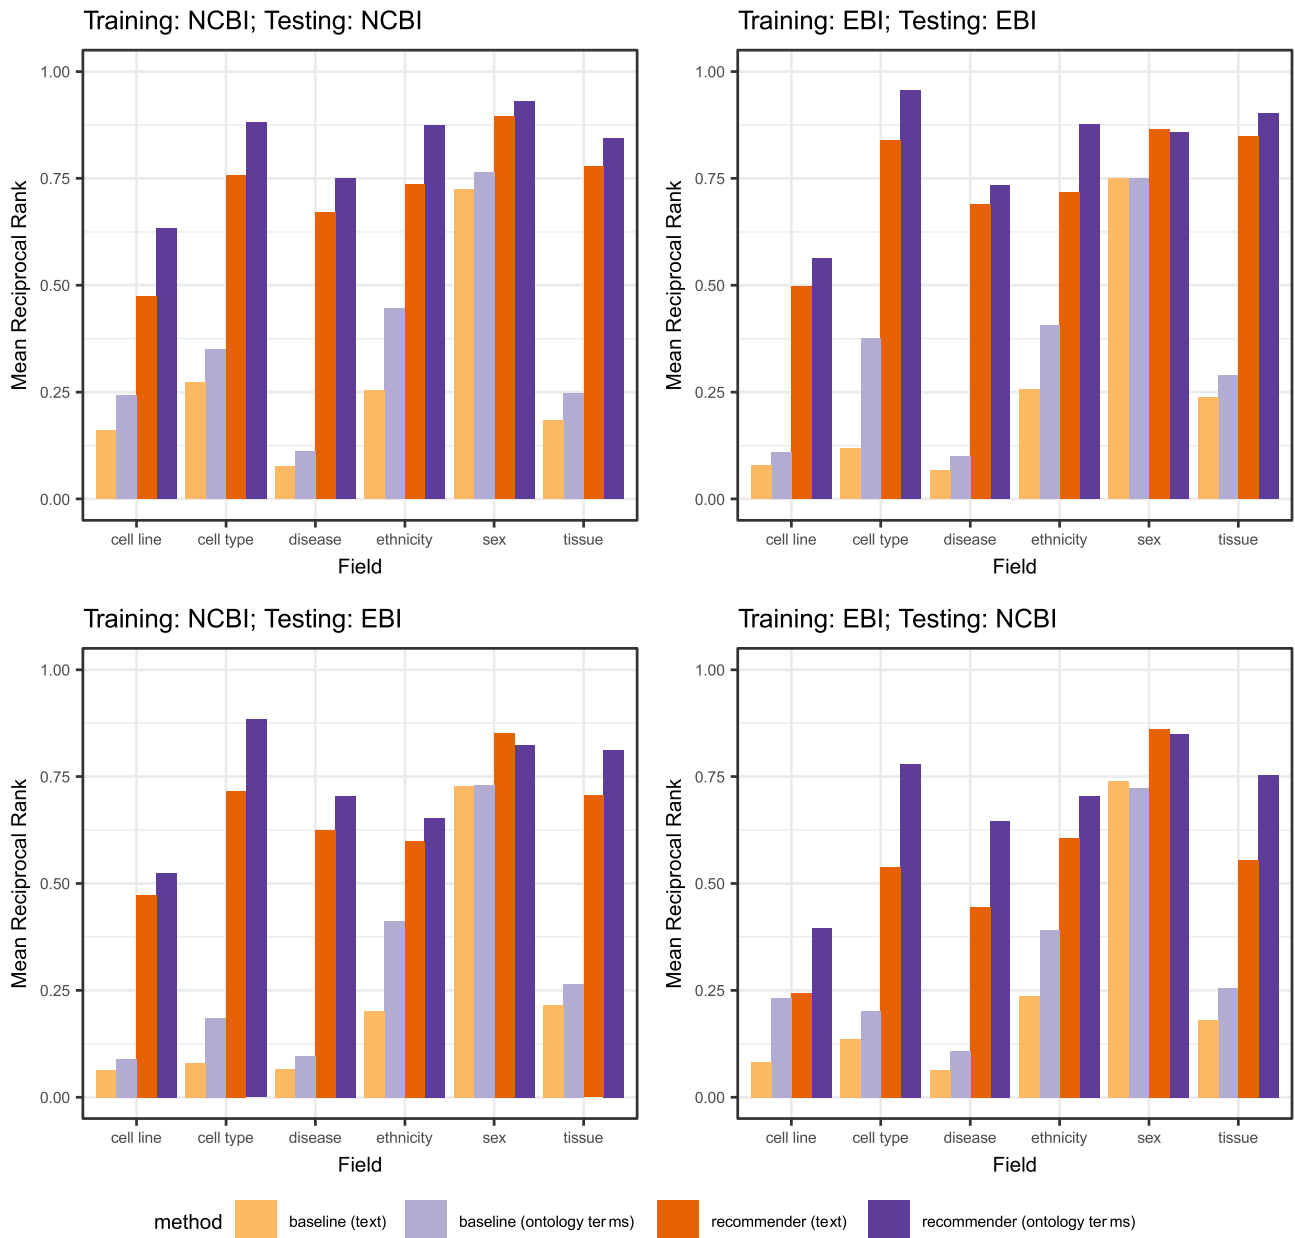 Training: NCBI; Testing: NCBI
Mean Reciprocal Rank
1.00
0.75
0.50
0.25
0.00
cell line cell type disease ethnicity sex tissue
Field
Training: EBI; Testing: EBI
Mean Reciprocal Rank
1.00
0.75
0.50
0.25
0.00
cell line cell type disease ethnicity sex tissue
Field
Training: NCBI; Testing: EBI
Mean Reciprocal Rank
1.00
0.75
0.50
0.25
0.00
cell line cell type disease ethnicity sex tissue
Field
Training: EBI; Testing: NCBI
Mean Reciprocal Rank
1.00
0.75
0.50
0.25
0.00
cell line cell type disease ethnicity sex tissue
Field
method baseline (text) baseline (ontology terms) recommender (text) recommender (ontology terms)